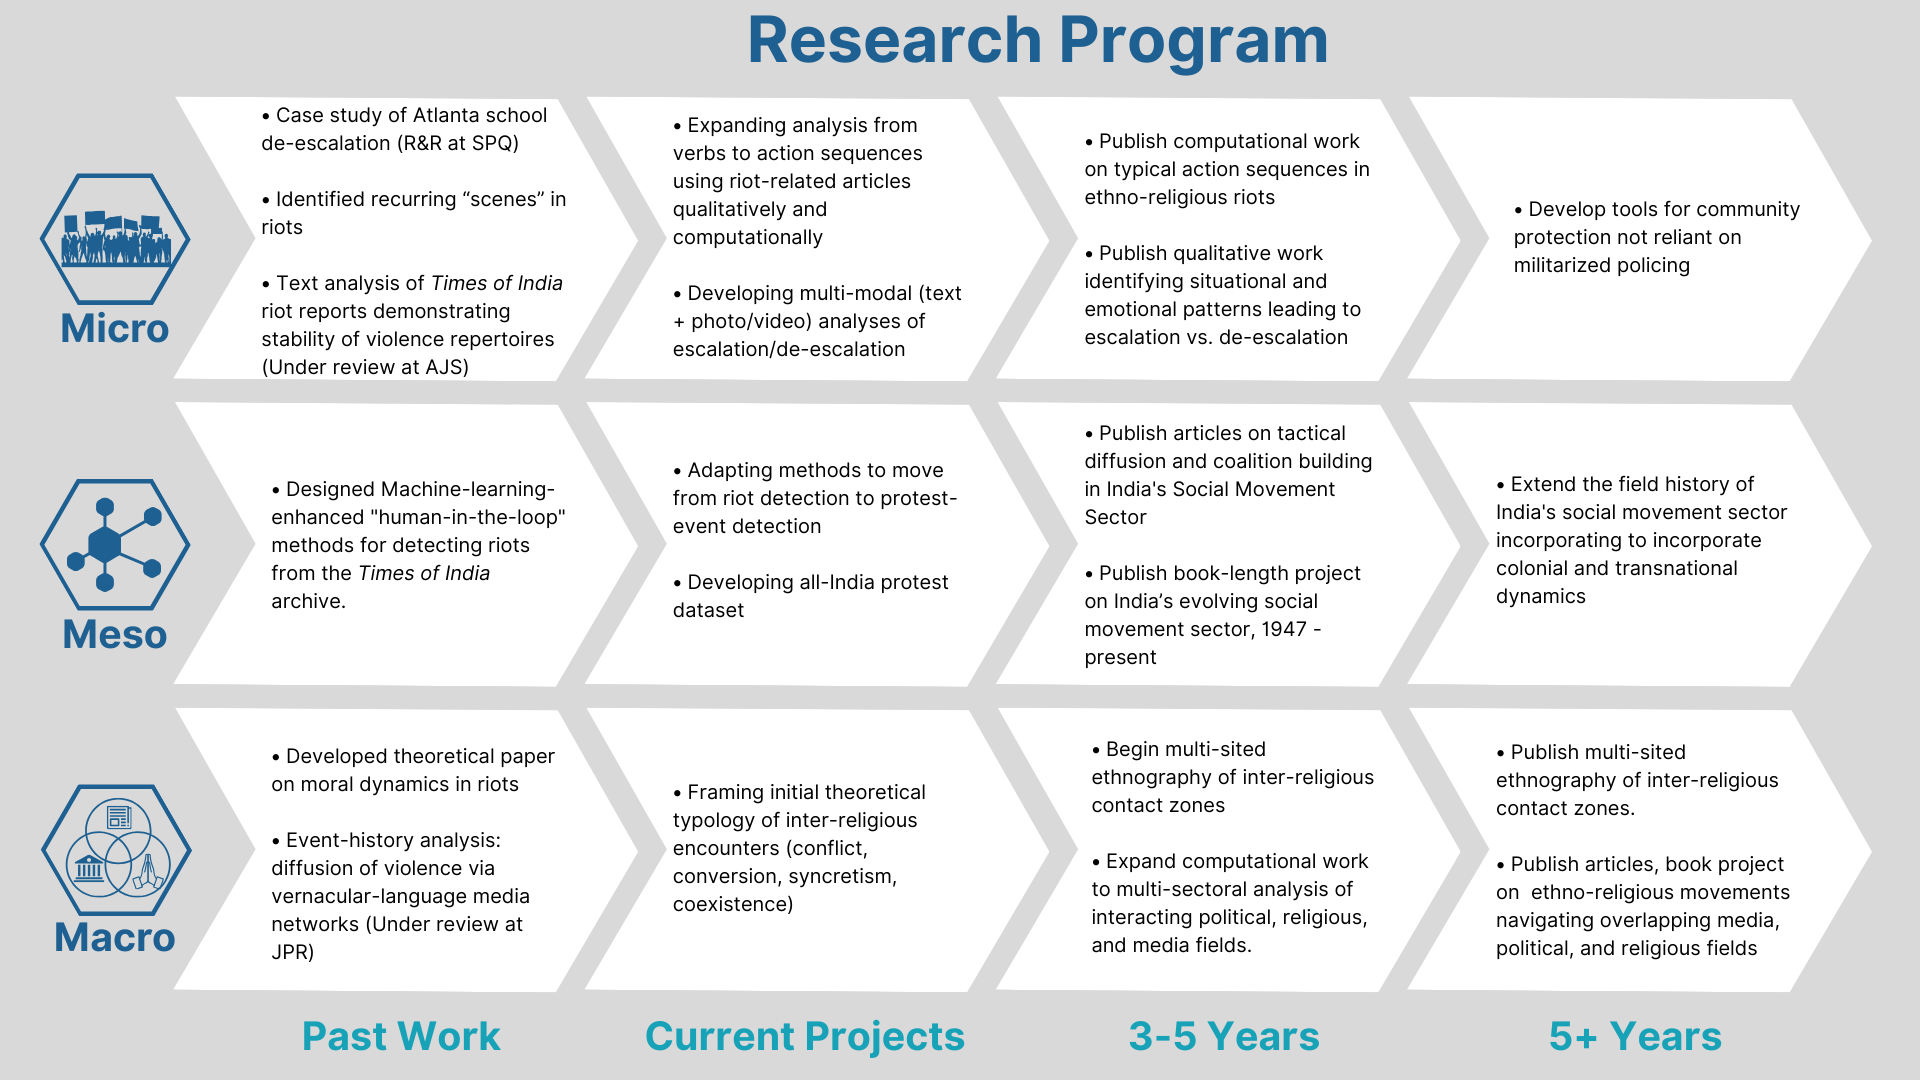 Research Program
Micro
• Case study of Atlanta school
de-escalation (R&R at SPQ)
• Identified recurring “scenes” in
riots
• Text analysis of Times of India
riot reports demonstrating
stability of violence repertoires
(Under review at AJS)
• Expanding analysis from
verbs to action sequences
using riot-related articles
qualitatively and
computationally
• Developing multi-modal (text
+ photo/video) analyses of
escalation/de-escalation
• Publish computational work
on typical action sequences in
ethno-religious riots
• Publish qualitative work
identifying situational and
emotional patterns leading to
escalation vs. de-escalation
• Develop tools for community
protection not reliant on
militarized policing
Meso
• Designed Machine-learning-
enhanced "human-in-the-loop"
methods for detecting riots
from the Times of India
archive.
• Adapting methods to move
from riot detection to protest-
event detection
• Developing all-India protest
dataset
• Publish articles on tactical
diffusion and coalition building
in India's Social Movement
Sector
• Publish book-length project
on India’s evolving social
movement sector, 1947 -
present
• Extend the field history of
India's social movement sector
incorporating to incorporate
colonial and transnational
dynamics
Macro
• Developed theoretical paper
on moral dynamics in riots
• Event-history analysis:
diffusion of violence via
vernacular-language media
networks (Under review at
JPR)
• Framing initial theoretical
typology of inter-religious
encounters (conflict,
conversion, syncretism,
coexistence)
• Begin multi-sited
ethnography of inter-religious
contact zones
• Expand computational work
to multi-sectoral analysis of
interacting political, religious,
and media fields.
• Publish multi-sited
ethnography of inter-religious
contact zones.
• Publish articles, book project
on  ethno-religious movements
navigating overlapping media,
political, and religious fields
Past Work
Current Projects
3-5 Years
5+ Years